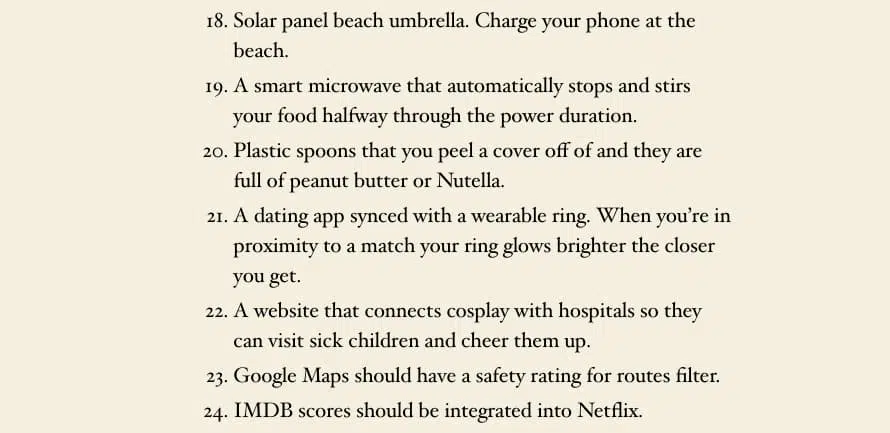 18. Solar panel beach umbrella. Charge your phone at the
beach.
19. A smart microwave that automatically stops and stirs
your food halfway through the power duration.
20. Plastic spoons that you peel a cover off of and they are
full of peanut butter or Nutella.
21. A dating app synced with a wearable ring. When you’re in
proximity to a match your ring glows brighter the closer
you get.
22. A website that connects cosplay with hospitals so they
can visit sick children and cheer them up.
23. Google Maps should have a safety rating for routes filter.
24. IMDB scores should be integrated into Netflix.